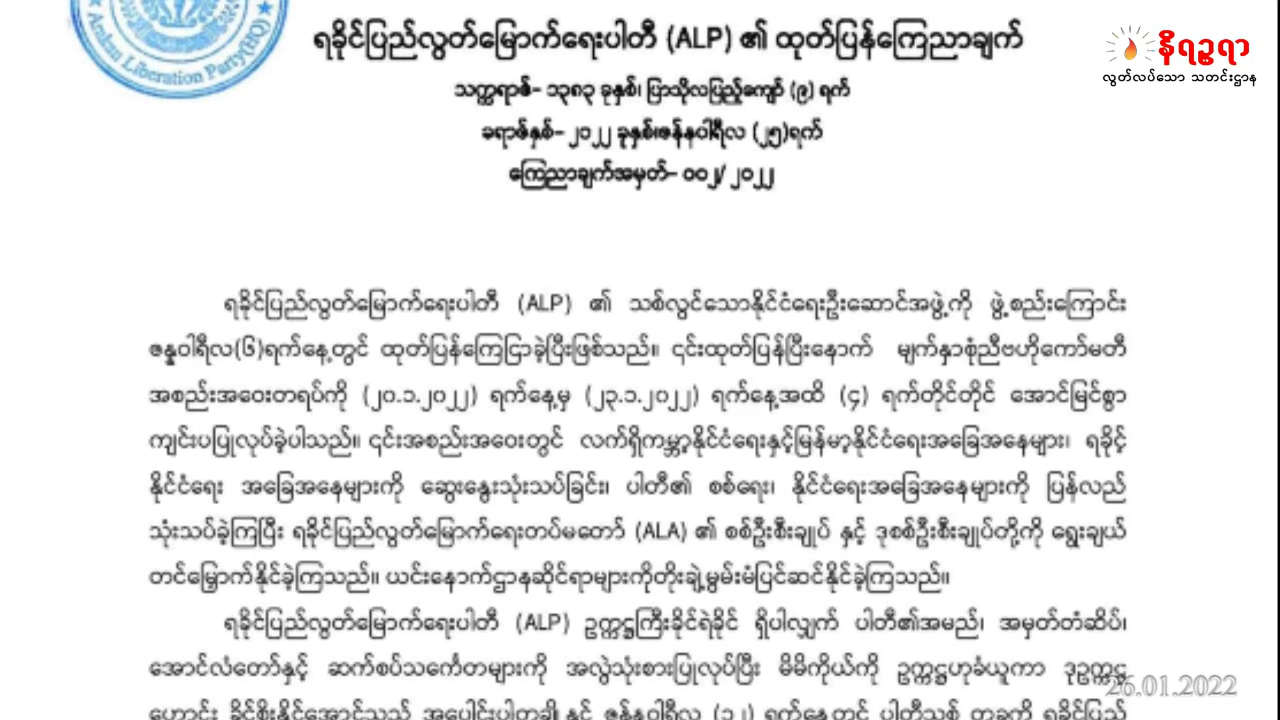 Arakan Liberation Party(HQ)
ရခိုင်ပြည်လွတ်မြောက်ရေးပါတီ (ALP) ၏ ထုတ်ပြန်ကြေညာချက်
နိရဉ္စရာ
လွတ်လပ်သော သတင်းဌာန
သက္ကရာဇ်– ၁၃၈၃ ခုနှစ်၊ ပြာသိုလပြည့်ကျော် (၉) ရက်
ခရာဇ်နှစ်– ၂၀၂၂ ခုနှစ်၊ဇန်နဝါရီလ (၂၅)ရက်
ကြေညာချက်အမှတ်– ၀၀၂/ ၂၀၂၂
ရခိုင်ပြည်လွတ်မြောက်ရေးပါတီ (ALP) ၏ သစ်လွင်သောနိုင်ငံရေးဦးဆောင်အဖွဲ့ကို ဖွဲ့စည်းကြောင်း
ဇန္နဝါရီလ(၆)ရက်နေ့တွင် ထုတ်ပြန်ကြေငြာခဲ့ပြီးဖြစ်သည်။ ၎င်းထုတ်ပြန်ပြီးနောက် မျက်နှာစုံညီဗဟိုကော်မတီ
အစည်းအဝေးတရပ်ကို (၂၀.၁.၂၀၂၂) ရက်နေ့မှ (၂၃.၁.၂၀၂၂) ရက်နေ့အထိ (၄) ရက်တိုင်တိုင် အောင်မြင်စွာ
ကျင်းပပြုလုပ်ခဲ့ပါသည်။ ၎င်းအစည်းအဝေးတွင် လက်ရှိကမ္ဘာ့နိုင်ငံရေးနှင့်မြန်မာ့နိုင်ငံရေးအခြေအနေများ၊ ရခိုင့်
နိုင်ငံရေး အခြေအနေများကို ဆွေးနွေးသုံးသပ်ခြင်း၊ ပါတီ၏ စစ်ရေး၊ နိုင်ငံရေးအခြေအနေများကို ပြန်လည်
သုံးသပ်ခဲ့ကြပြီး ရခိုင်ပြည်လွတ်မြောက်ရေးတပ်မတော် (ALA) ၏ စစ်ဦးစီးချုပ် နှင့် ဒုစစ်ဦးစီးချုပ်တို့ကို ရွေးချယ်
တင်မြှောက်နိုင်ခဲ့ကြသည်။ ယင်းနောက်ဌာနဆိုင်ရာများကိုတိုးချဲ့မွမ်းမံပြင်ဆင်နိုင်ခဲ့ကြသည်။
ရခိုင်ပြည်လွတ်မြောက်ရေးပါတီ (ALP) ဥက္ကဋ္ဌကြီးခိုင်ရဲခိုင် ရှိပါလျှက် ပါတီ၏အမည်၊ အမှတ်တံဆိပ်၊
အောင်လံတော်နှင့် ဆက်စပ်သင်္ကေတများကို အလွဲသုံးစားပြုလုပ်ပြီး မိမိကိုယ်ကို ဥက္ကဋ္ဌဟုခံယူကာ ဒုဥက္ကဋ္ဌ
26.01.2022